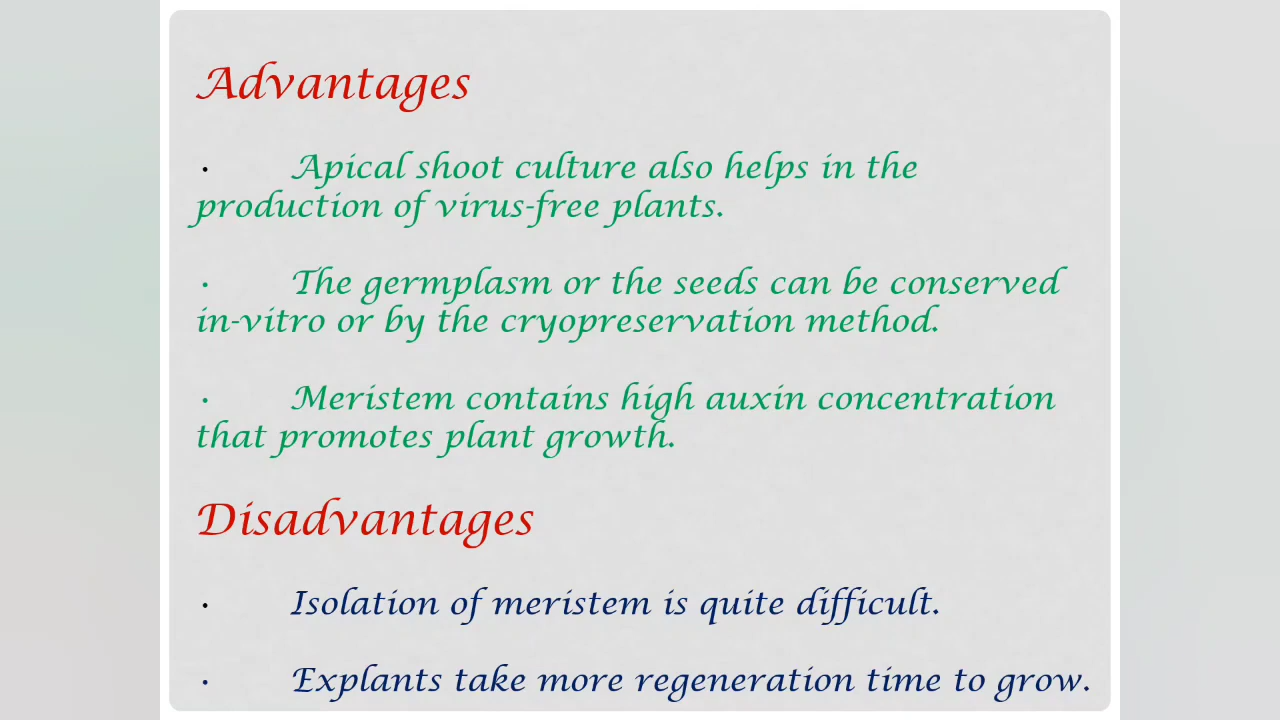 Advantages
• Apical shoot culture also helps in the
production of virus-free plants.
• The germplasm or the seeds can be conserved
in-vitro or by the cryopreservation method.
• Meristem contains high auxin concentration
that promotes plant growth.
Disadvantages
• Isolation of meristem is quite difficult.
• Explants take more regeneration time to grow.